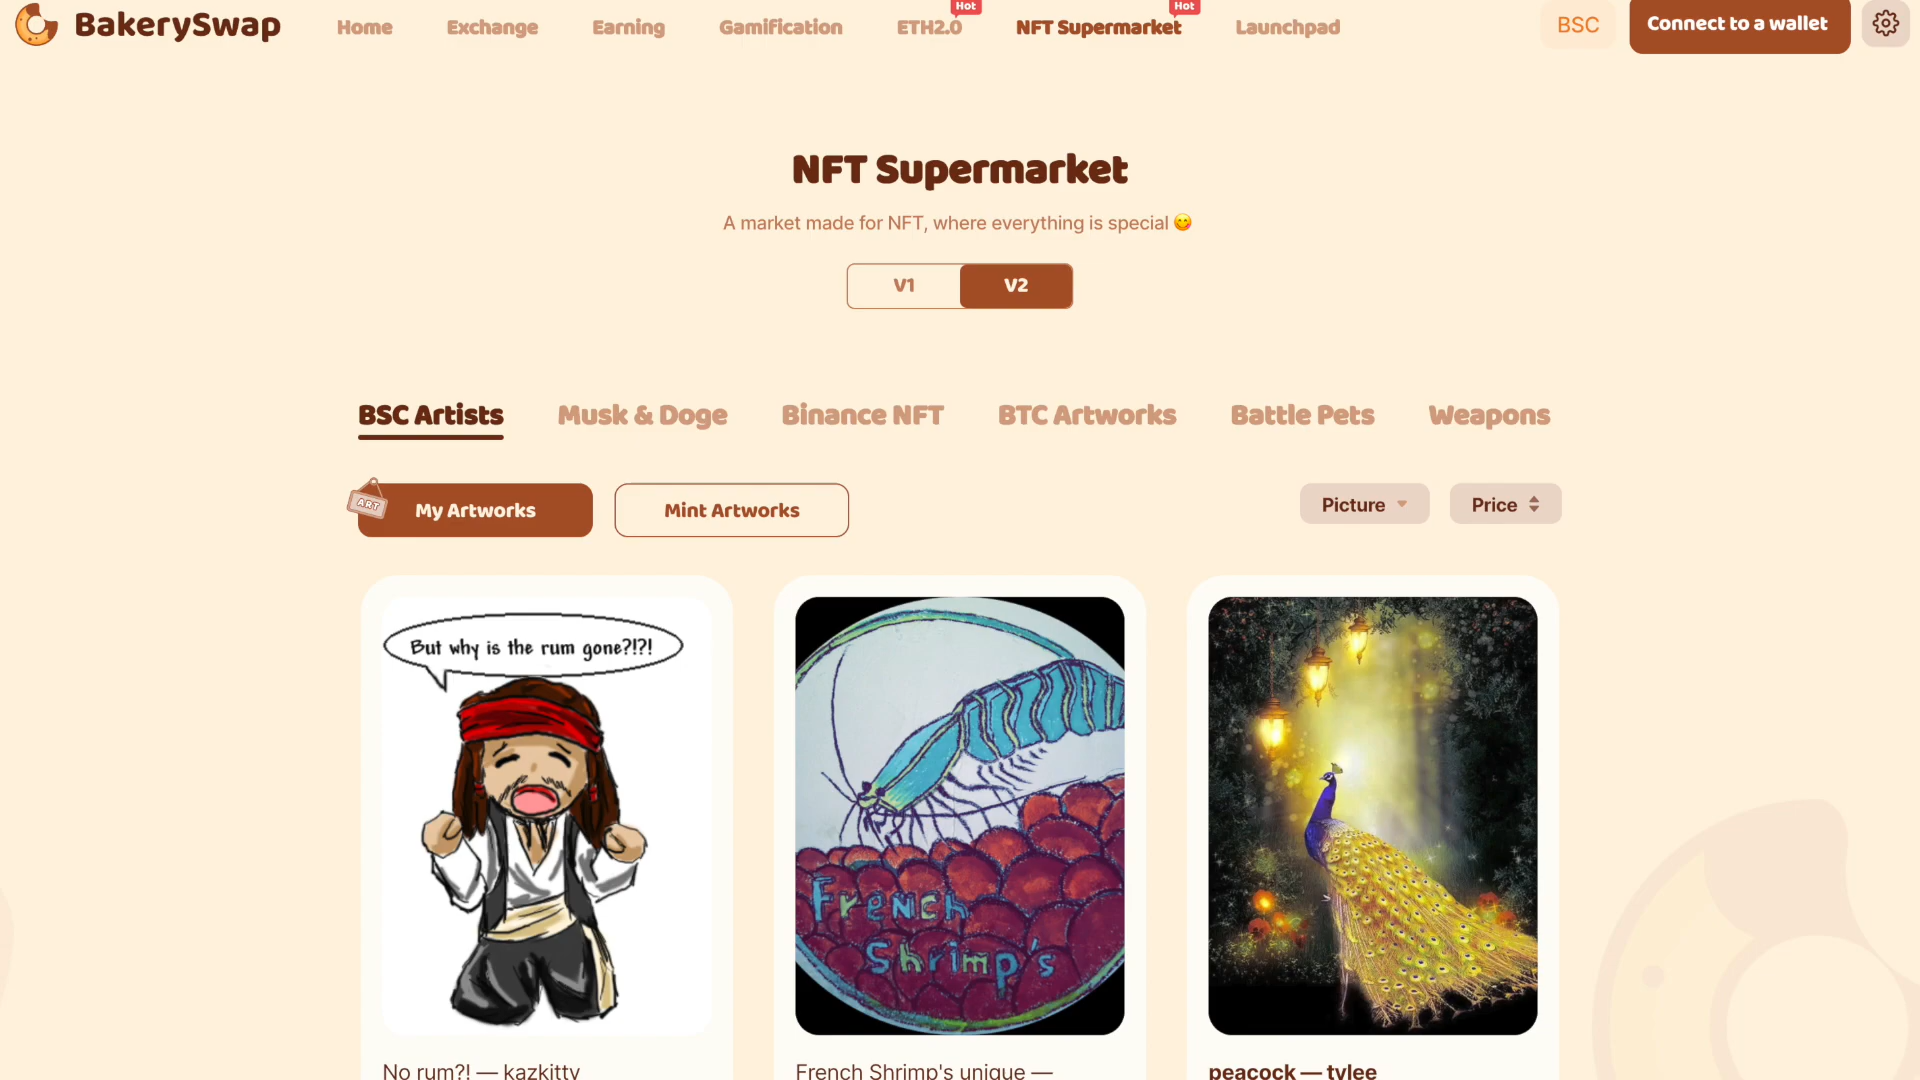 BakerySwap
Home
Exchange
Earning
Gamification
ETH2.0
Hot
NFT Supermarket
Hot
Launchpad
BSC
Connect to a wallet
NFT Supermarket
A market made for NFT, where everything is special 😋
V1
V2
BSC Artists
Musk & Doge
Binance NFT
BTC Artworks
Battle Pets
Weapons
ART
My Artworks
Mint Artworks
Picture
Price
But why is the rum gone?!?!
French
Shrimp's
No rum?! — kazkitty
French Shrimp's unique —
peacock — tylee